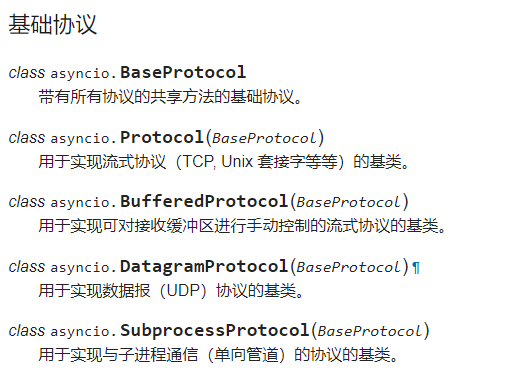 基础协议
class asyncio.BaseProtocol
带有所有协议的共享方法的基础协议。
class asyncio.Protocol(BaseProtocol)
用于实现流式协议（TCP, Unix 套接字等等）的基类。
class asyncio.BufferedProtocol(BaseProtocol)
用于实现可对接收缓冲区进行手动控制的流式协议的基类。
class asyncio.DatagramProtocol(BaseProtocol)¶
用于实现数据报（UDP）协议的基类。
class asyncio.SubprocessProtocol(BaseProtocol)
用于实现与子进程通信（单向管道）的协议的基类。